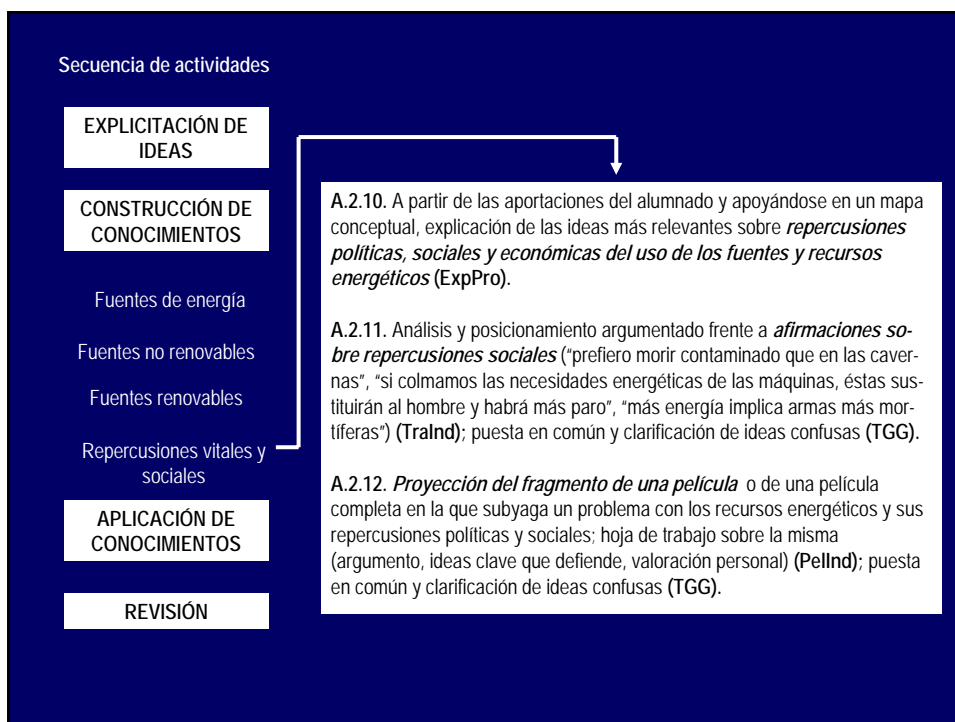 Secuencia de actividades
EXPLICITACIÓN DE
IDEAS
CONSTRUCCIÓN DE
CONOCIMIENTOS
Fuentes de energía
Fuentes no renovables
Fuentes renovables
Repercusiones vitales y
sociales
APLICACIÓN DE
CONOCIMIENTOS
REVISIÓN
A.2.10. A partir de las aportaciones del alumnado y apoyándose en un mapa
conceptual, explicación de las ideas más relevantes sobre repercusiones
políticas, sociales y económicas del uso de los fuentes y recursos
energéticos (ExpPro).
A.2.11. Análisis y posicionamiento argumentado frente a afirmaciones so-
bre repercusiones sociales (“prefiero morir contaminado que en las caver-
nas”, “si colmamos las necesidades energéticas de las máquinas, éstas sus-
tituirán al hombre y habrá más paro”, “más energía implica armas más mor-
tíferas”) (TraInd); puesta en común y clarificación de ideas confusas (TGG).
A.2.12. Proyección del fragmento de una película o de una película
completa en la que subyaga un problema con los recursos energéticos y sus
repercusiones políticas y sociales; hoja de trabajo sobre la misma
(argumento, ideas clave que defiende, valoración personal) (PelInd); puesta
en común y clarificación de ideas confusas (TGG).